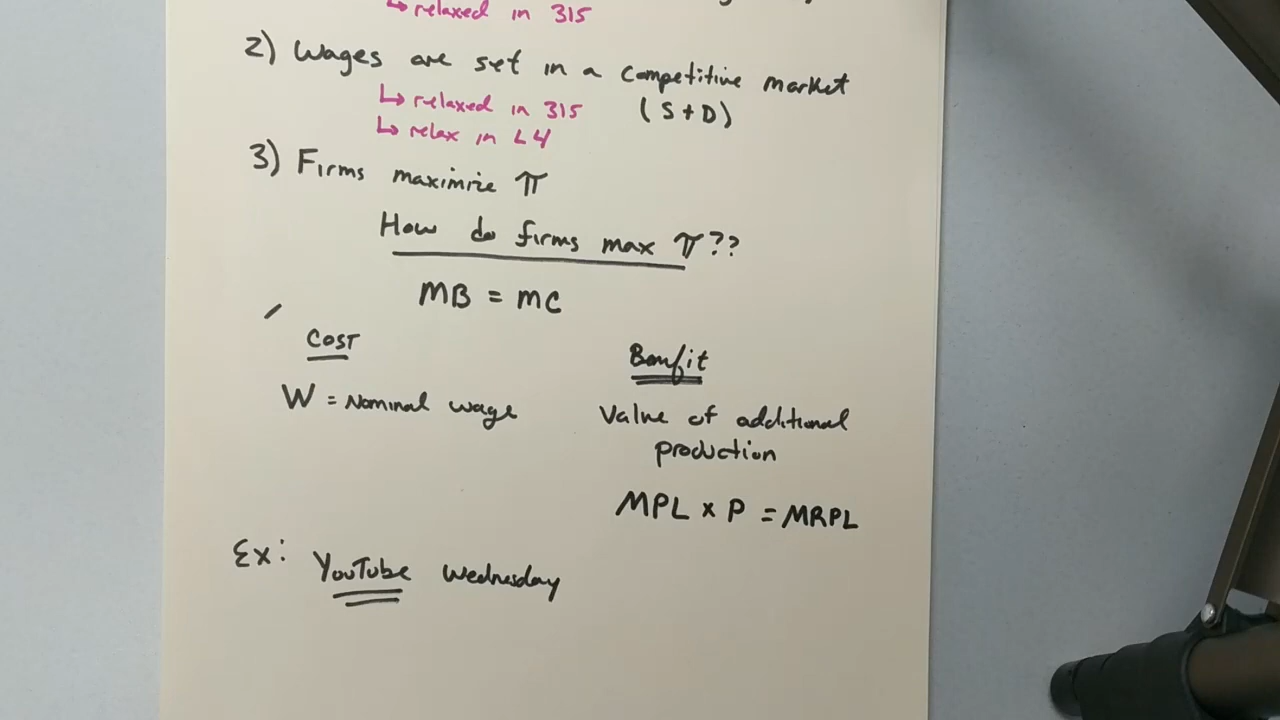 ↳ relaxed in 315
2) Wages are set in a competitive market
↳ relaxed in 315 (S+D)
↳ relax in L4
3) Firms maximize π
How do firms max π??
MB = MC
Cost
Benefit
W = Nominal wage
Value of additional
production
MPL x P = MRPL
Ex: YouTube Wednesday